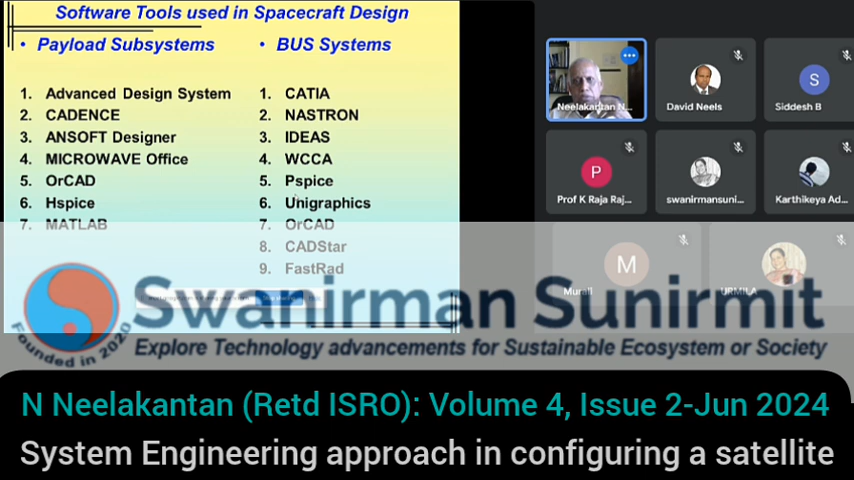 Software Tools used in Spacecraft Design
• Payload Subsystems
1. Advanced Design System
2. CADENCE
3. ANSOFT Designer
4. MICROWAVE Office
5. OrCAD
6. Hspice
7. MATLAB
• BUS Systems
1. CATIA
2. NASTRON
3. IDEAS
4. WCCA
5. Pspice
6. Unigraphics
7. OrCAD
8. CADStar
9. FastRad
Neelakantan N...
David Neels
S
Siddesh B
P
Prof K Raja Raj...
swanirmansuni...
Karthikeya Ad...
M
Murali
URMILA
Swanirman Sunirmit
Founded in 2020
Explore Technology advancements for Sustainable Ecosystem or Society
N Neelakantan (Retd ISRO): Volume 4, Issue 2-Jun 2024
System Engineering approach in configuring a satellite